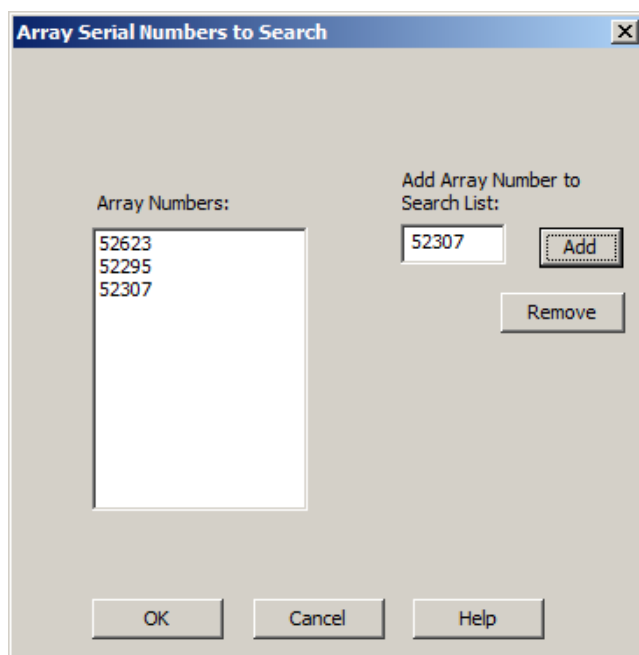 Array Serial Numbers to Search
Add Array Number to
Search List:
Array Numbers:
52623
52295
52307
52307
Add
Remove
OK
Cancel
Help